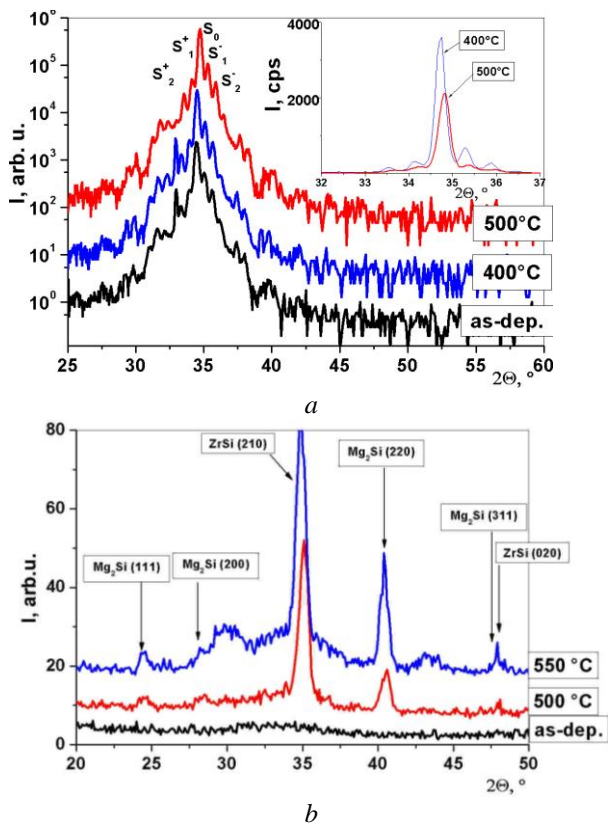 10⁶
10⁵
10⁴
10³
10²
10¹
10⁰
I, arb. u.
S₀
S⁺₁ S⁻₁
S⁺₂ S⁻₂
4000
2000
0
I, cps
400°C
500°C
32 33 34 35 36 37
2Θ, °
500°C
400°C
as-dep.
25 30 35 40 45 50 55 60
2Θ, °
a
80
60
40
20
0
I, arb.u.
ZrSi (210)
Mg₂Si (220)
Mg₂Si (111)
Mg₂Si (200)
Mg₂Si (311)
ZrSi (020)
550 °C
500 °C
as-dep.
20 25 30 35 40 45 50
2Θ, °
b